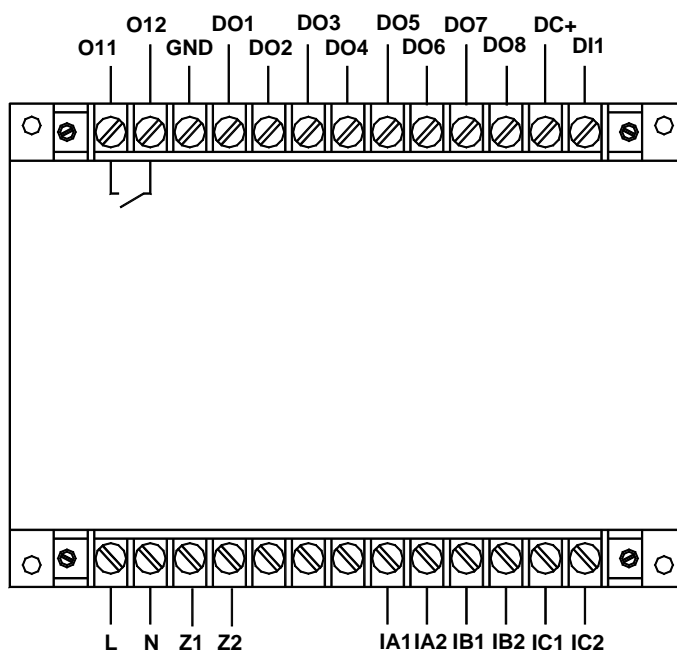 O12 DO1 DO3 DO5 DO7 DC+
O11 GND DO2 DO4 DO6 DO8 DI1
L N Z1 Z2 IA1 IA2 IB1 IB2 IC1 IC2